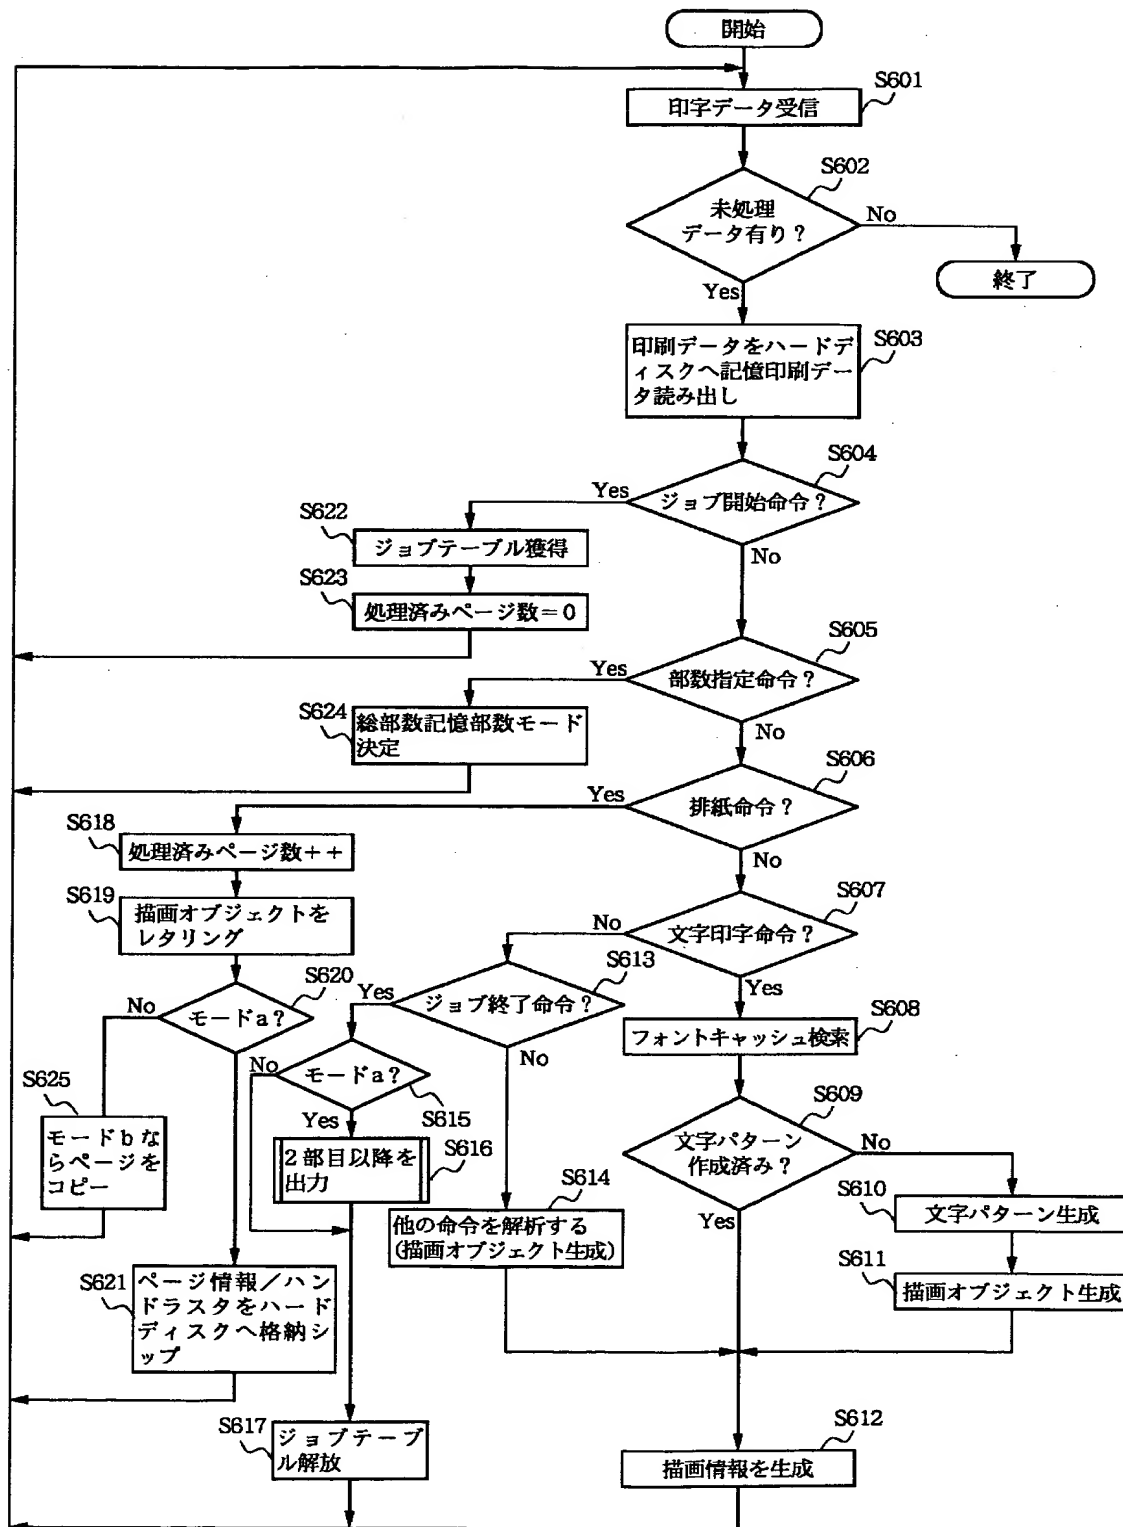 開始
S601
印字データ受信
S602
未処理
データ有り？
No
終了
Yes
S603
印刷データをハードデ
ィスクへ記憶印刷デー
タ読み出し
S604
ジョブ開始命令？
Yes
No
S622
ジョブテーブル獲得
S623
処理済みページ数＝0
S605
部数指定命令？
Yes
No
S624
総部数記憶部数モード
決定
S606
排紙命令？
Yes
No
S618
処理済みページ数＋＋
S619
描画オブジェクトを
レタリング
S607
文字印字命令？
No
Yes
S620
モードa？
No
S613
ジョブ終了命令？
Yes
No
S608
フォントキャッシュ検索
S625
モードbな
らページを
コピー
モードa？
No
S615
Yes
S616
2部目以降を
出力
S609
文字パターン
作成済み？
No
Yes
S614
他の命令を解析する
(描画オブジェクト生成)
S610
文字パターン生成
S611
描画オブジェクト生成
S621
ページ情報／ハン
ドラスタをハード
ディスクへ格納シ
ップ
S617
ジョブテーブ
ル解放
S612
描画情報を生成